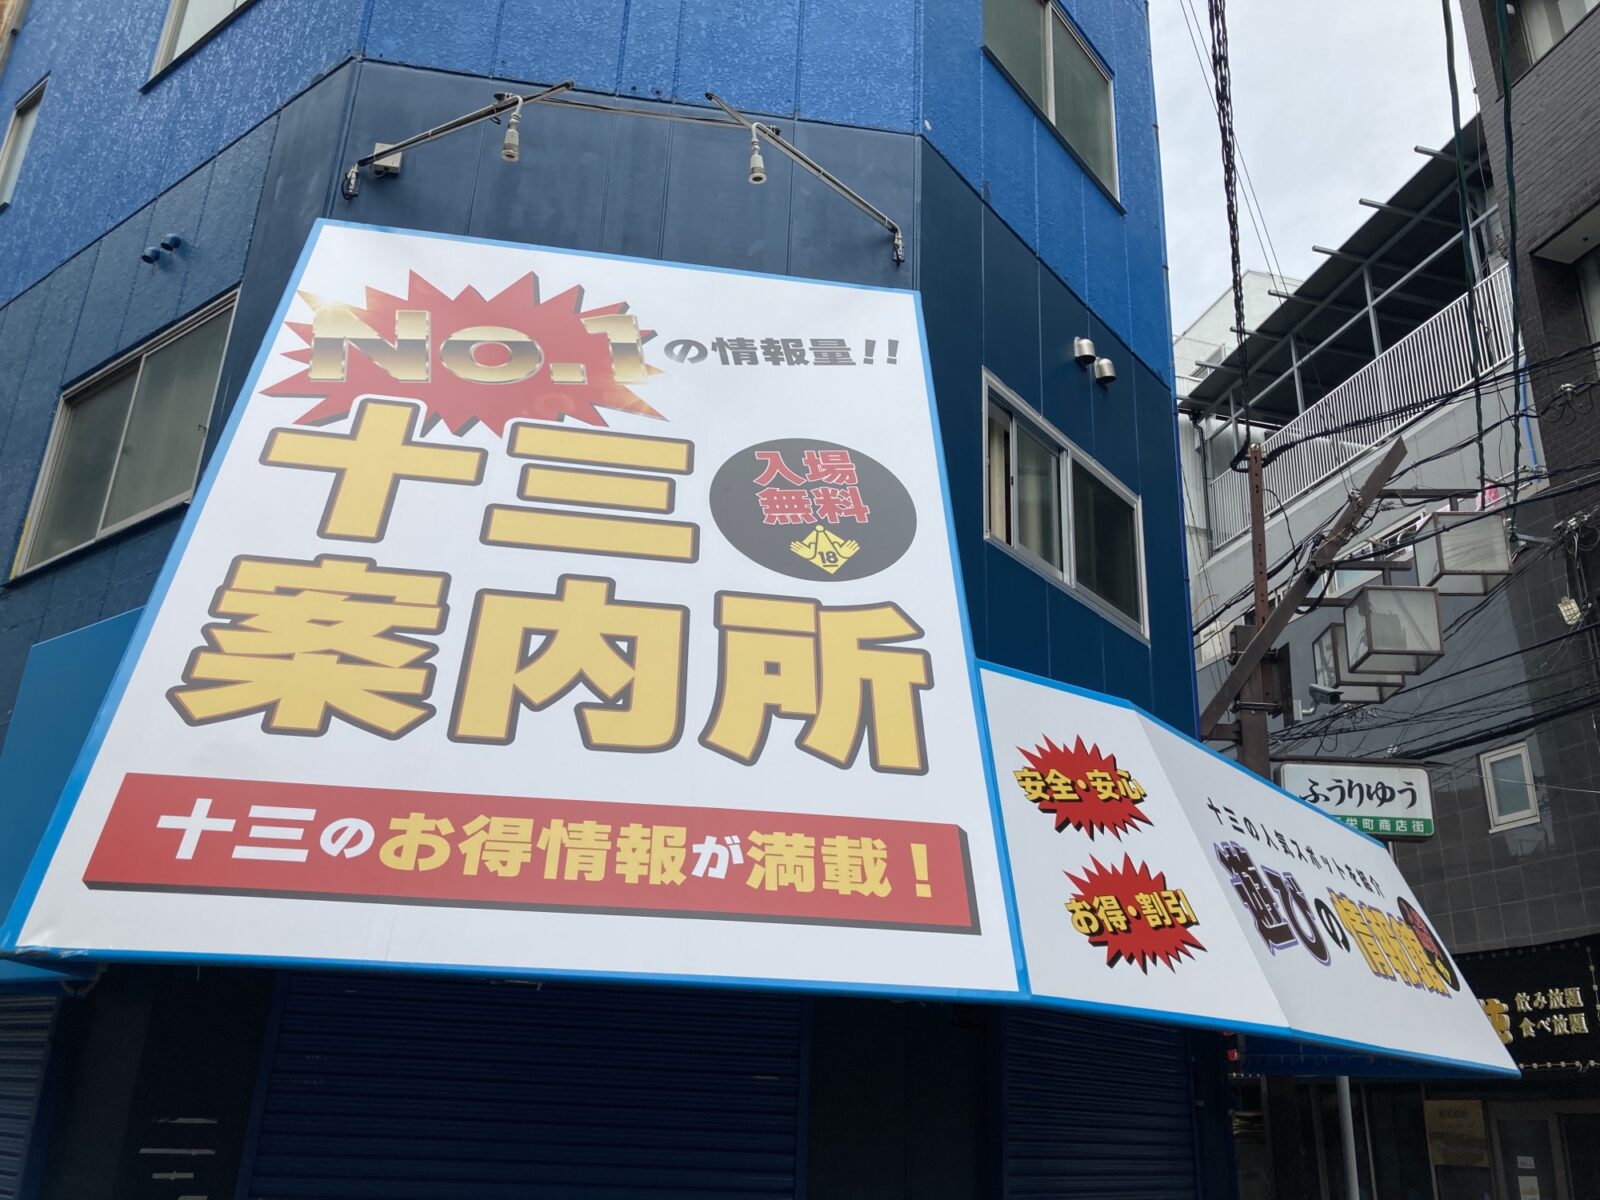 No.1の情報量!!
十三
案内所
入場
無料
18
十三のお得情報が満載！
安全・安心
お得・割引
十三の人気スポットを紹介
遊びの情報館
ふうりゆう
栄町商店街
飲み放題
食べ放題